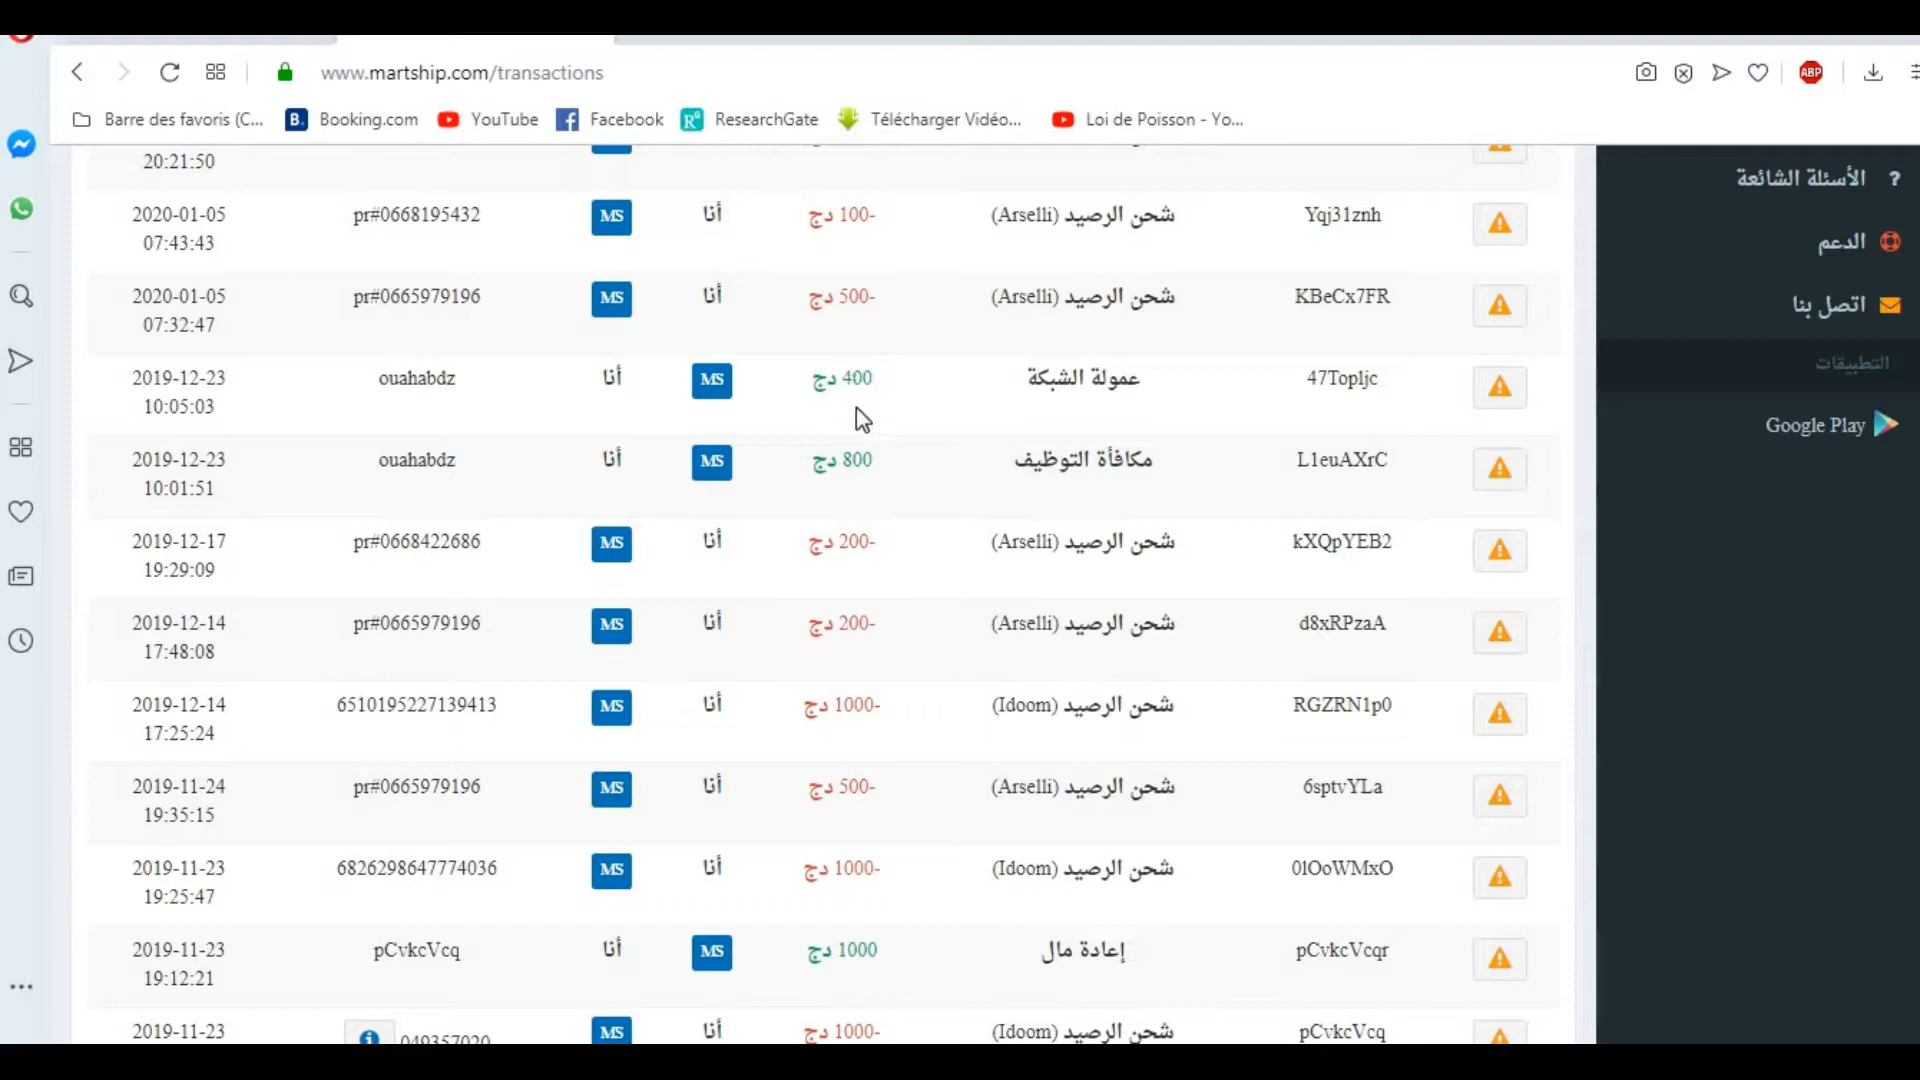 www.martship.com/transactions
ABP
Barre des favoris (C... Booking.com YouTube Facebook ResearchGate Télécharger Vidéo... Loi de Poisson - Yo...
20:21:50
2020-01-05 pr#0668195432 MS أنا -100 دج شحن الرصيد (Arselli) Yqj31znh
07:43:43
2020-01-05 pr#0665979196 MS أنا -500 دج شحن الرصيد (Arselli) KBeCx7FR
07:32:47
2019-12-23 ouahabdz أنا MS 400 دج عمولة الشبكة 47Topljc
10:05:03
2019-12-23 ouahabdz أنا MS 800 دج مكافأة التوظيف L1euAXrC
10:01:51
2019-12-17 pr#0668422686 MS أنا -200 دج شحن الرصيد (Arselli) kXQpYEB2
19:29:09
2019-12-14 pr#0665979196 MS أنا -200 دج شحن الرصيد (Arselli) d8xRPzaA
17:48:08
2019-12-14 6510195227139413 MS أنا -1000 دج شحن الرصيد (Idoom) RGZRN1p0
17:25:24
2019-11-24 pr#0665979196 MS أنا -500 دج شحن الرصيد (Arselli) 6sptvYLa
19:35:15
2019-11-23 6826298647774036 MS أنا -1000 دج شحن الرصيد (Idoom) 0lOoWMxO
19:25:47
2019-11-23 pCvkcVcq أنا MS 1000 دج إعادة مال pCvkcVcqr
19:12:21
2019-11-23 049357020 MS أنا -1000 دج شحن الرصيد (Idoom) pCvkcVcq
الأسئلة الشائعة
الدعم
اتصل بنا
التطبيقات
Google Play